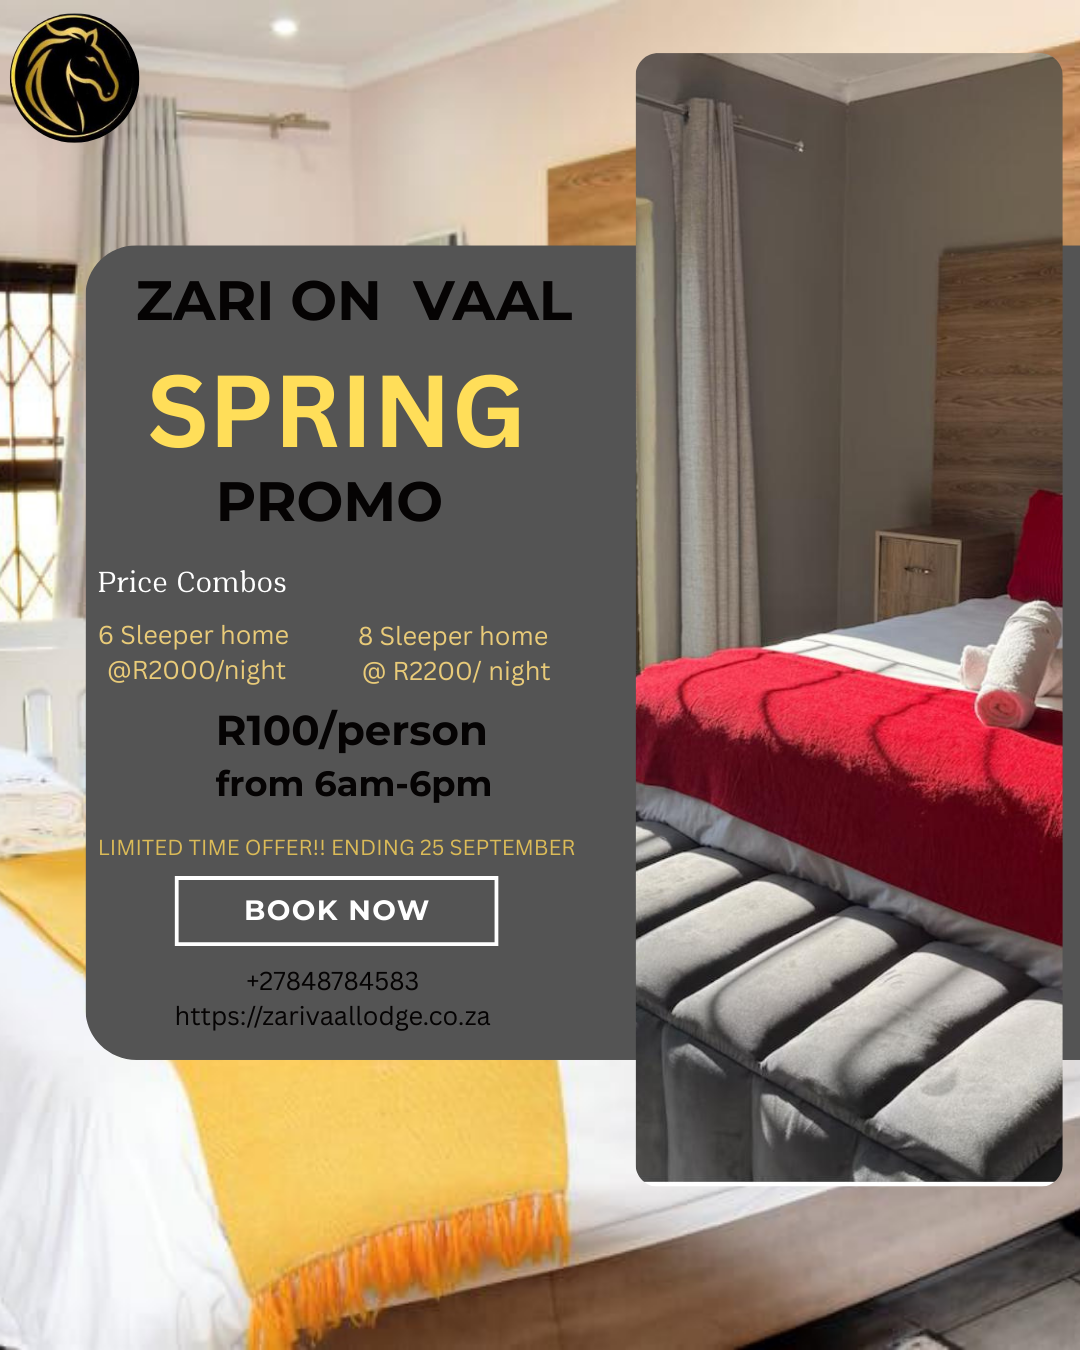 ZARI ON VAAL
SPRING
PROMO
Price Combos
6 Sleeper home
@R2000/night
8 Sleeper home
@ R2200/ night
R100/person
from 6am-6pm
LIMITED TIME OFFER!! ENDING 25 SEPTEMBER
BOOK NOW
+27848784583
https://zarivaallodge.co.za